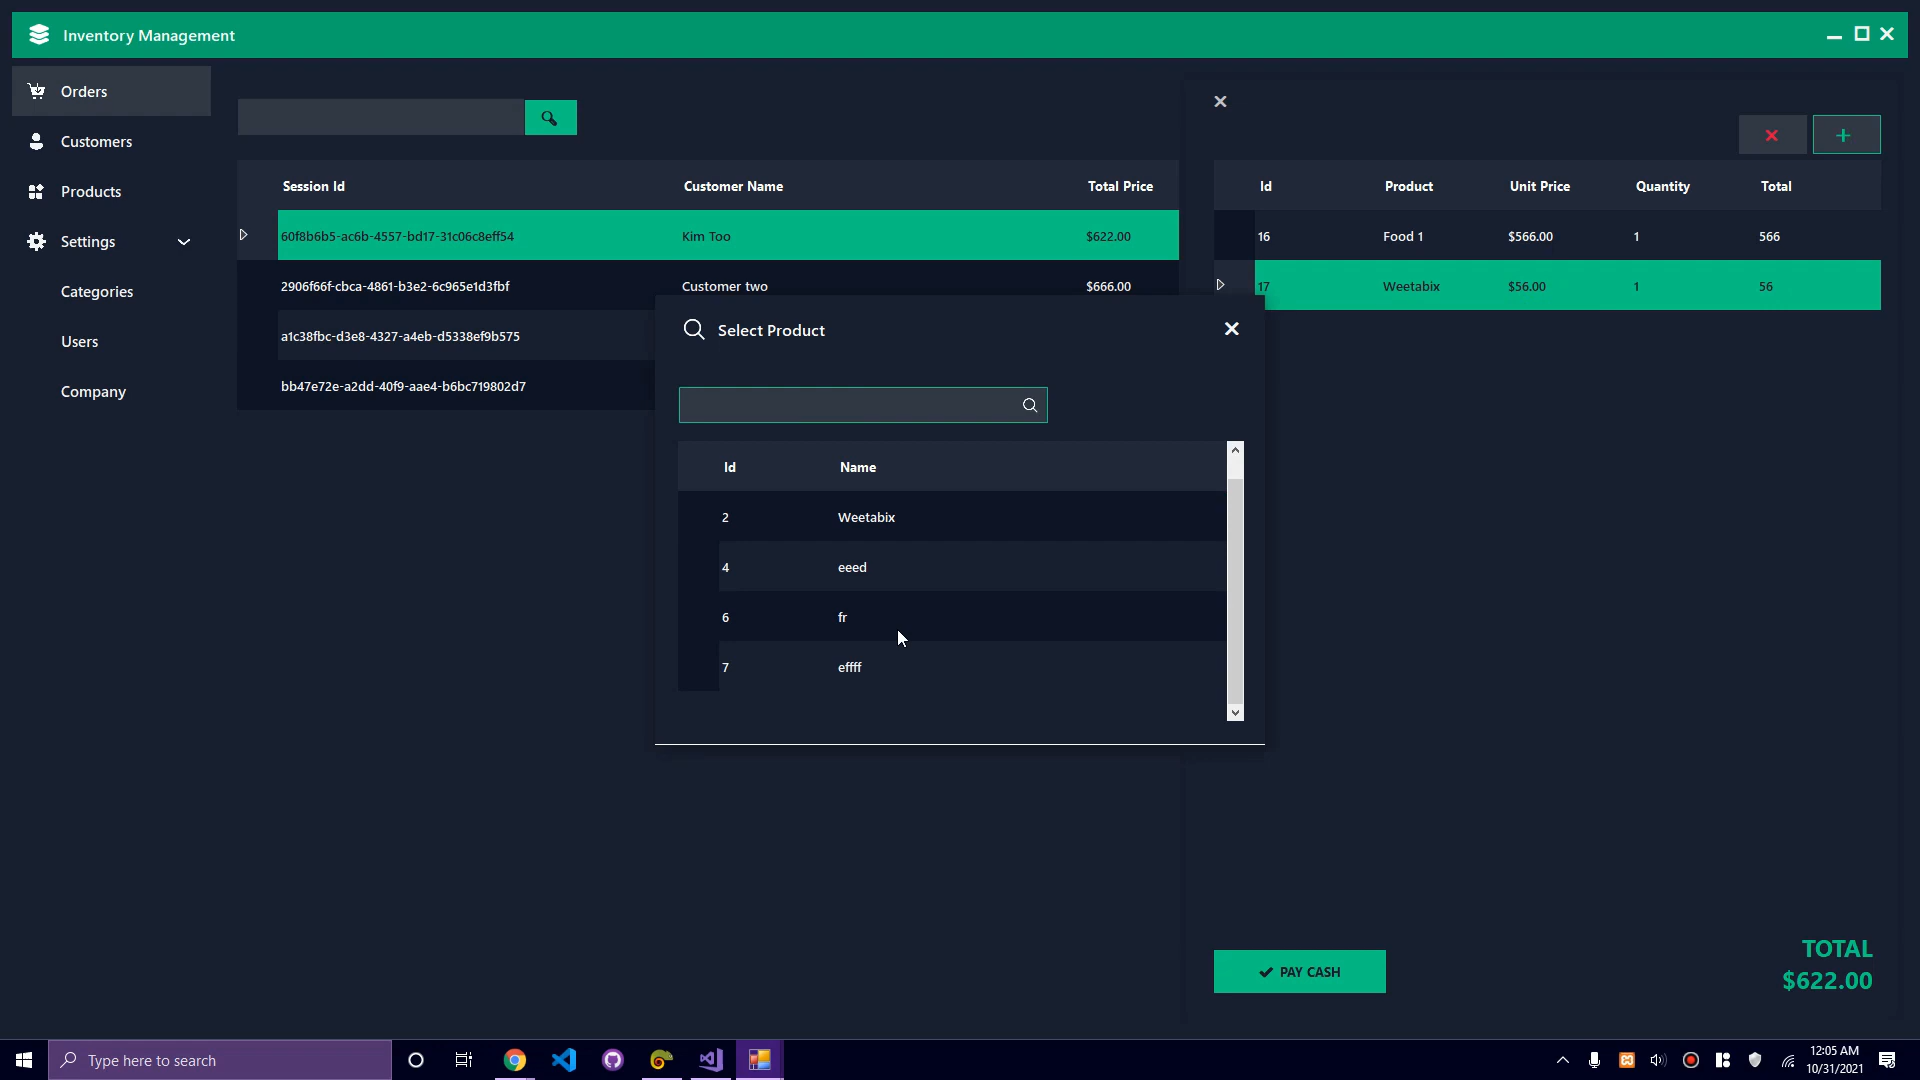 Inventory Management
Orders
Customers
Products
Settings
Categories
Users
Company
Session Id Customer Name Total Price
60f8b6b5-ac6b-4557-bd17-31c06c8eff54 Kim Too $622.00
2906f66f-cbca-4861-b3e2-6c965e1d3fbf Customer two $666.00
a1c38fbc-d3e8-4327-a4eb-d5338ef9b575
bb47e72e-a2dd-40f9-aae4-b6bc719802d7
Id Product Unit Price Quantity Total
16 Food 1 $566.00 1 566
17 Weetabix $56.00 1 56
Select Product
Id Name
2 Weetabix
4 eeed
6 fr
7 effff
PAY CASH
TOTAL
$622.00
Type here to search
12:05 AM
10/31/2021